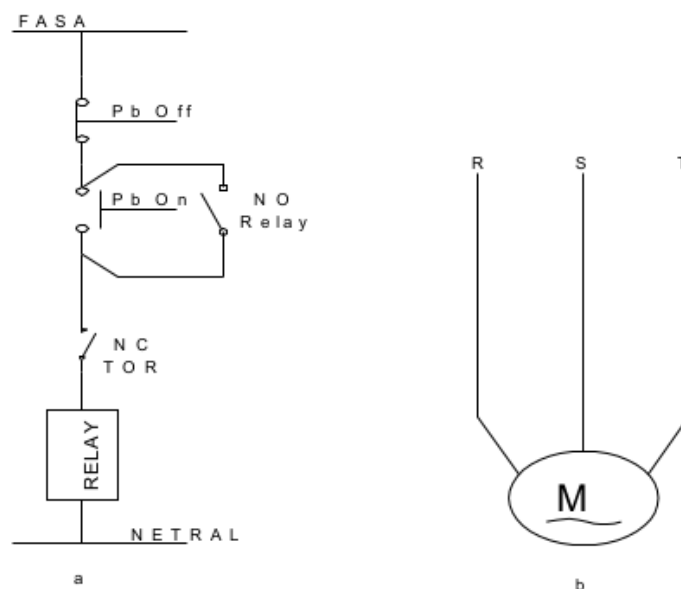 FASA
Pb Off
R S T
Pb On
NO
Relay
NC
TOR
RELAY
M
NETRAL
a
b